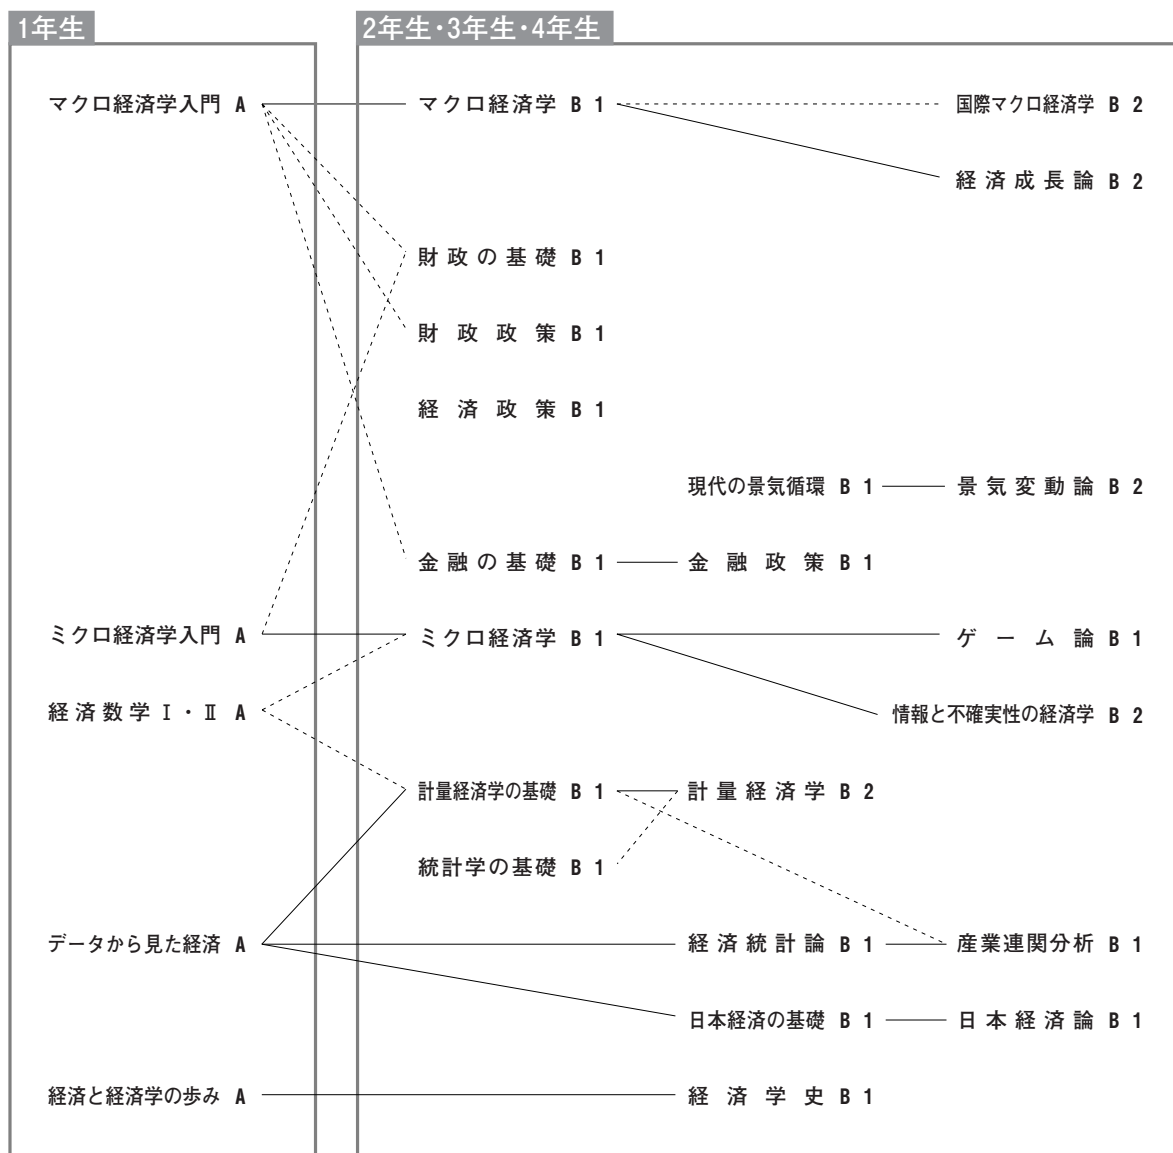 1年生
2年生・3年生・4年生
マクロ経済学入門 A
マクロ経済学 B 1
国際マクロ経済学 B 2
経済成長論 B 2
財政の基礎 B 1
財政政策 B 1
経済政策 B 1
現代の景気循環 B 1
景気変動論 B 2
金融の基礎 B 1
金融政策 B 1
ミクロ経済学入門 A
ミクロ経済学 B 1
ゲーム論 B 1
経済数学Ⅰ・Ⅱ A
情報と不確実性の経済学 B 2
計量経済学の基礎 B 1
計量経済学 B 2
統計学の基礎 B 1
データから見た経済 A
経済統計論 B 1
産業連関分析 B 1
日本経済の基礎 B 1
日本経済論 B 1
経済と経済学の歩み A
経済学史 B 1